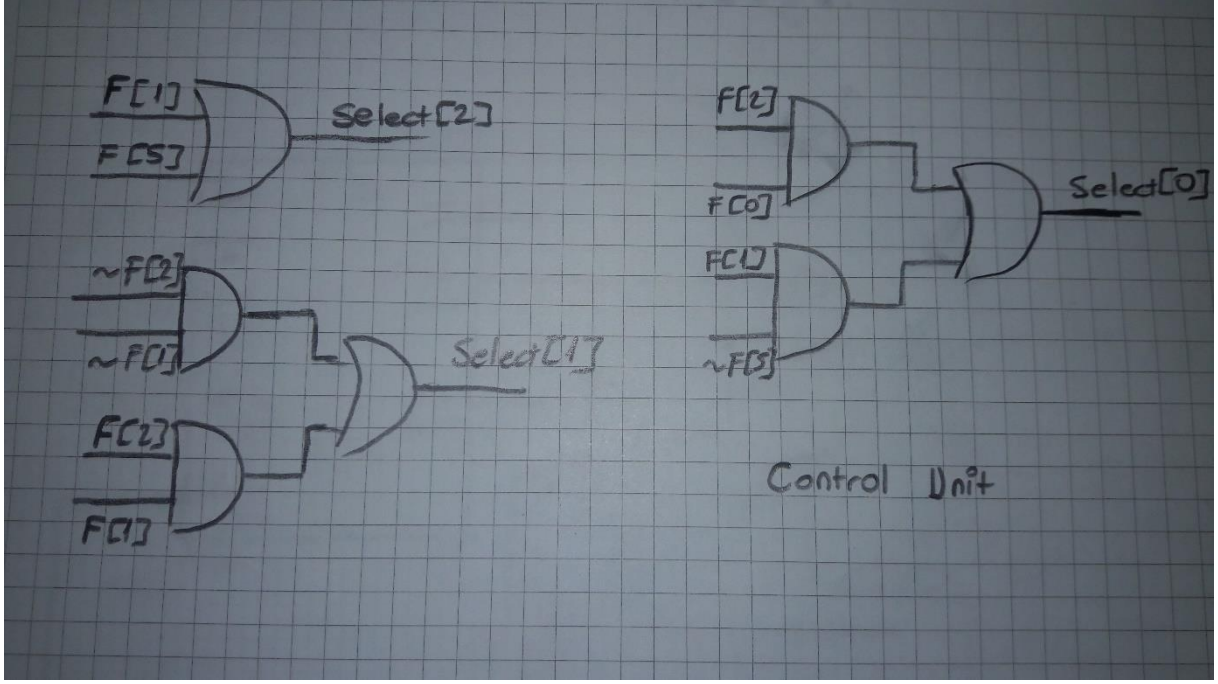 F[1]
F[5]
Select[2]
~F[2]
~F[1]
F[2]
F[1]
Select[1]
F[2]
F[0]
F[1]
~F[5]
Select[0]
Control Unit